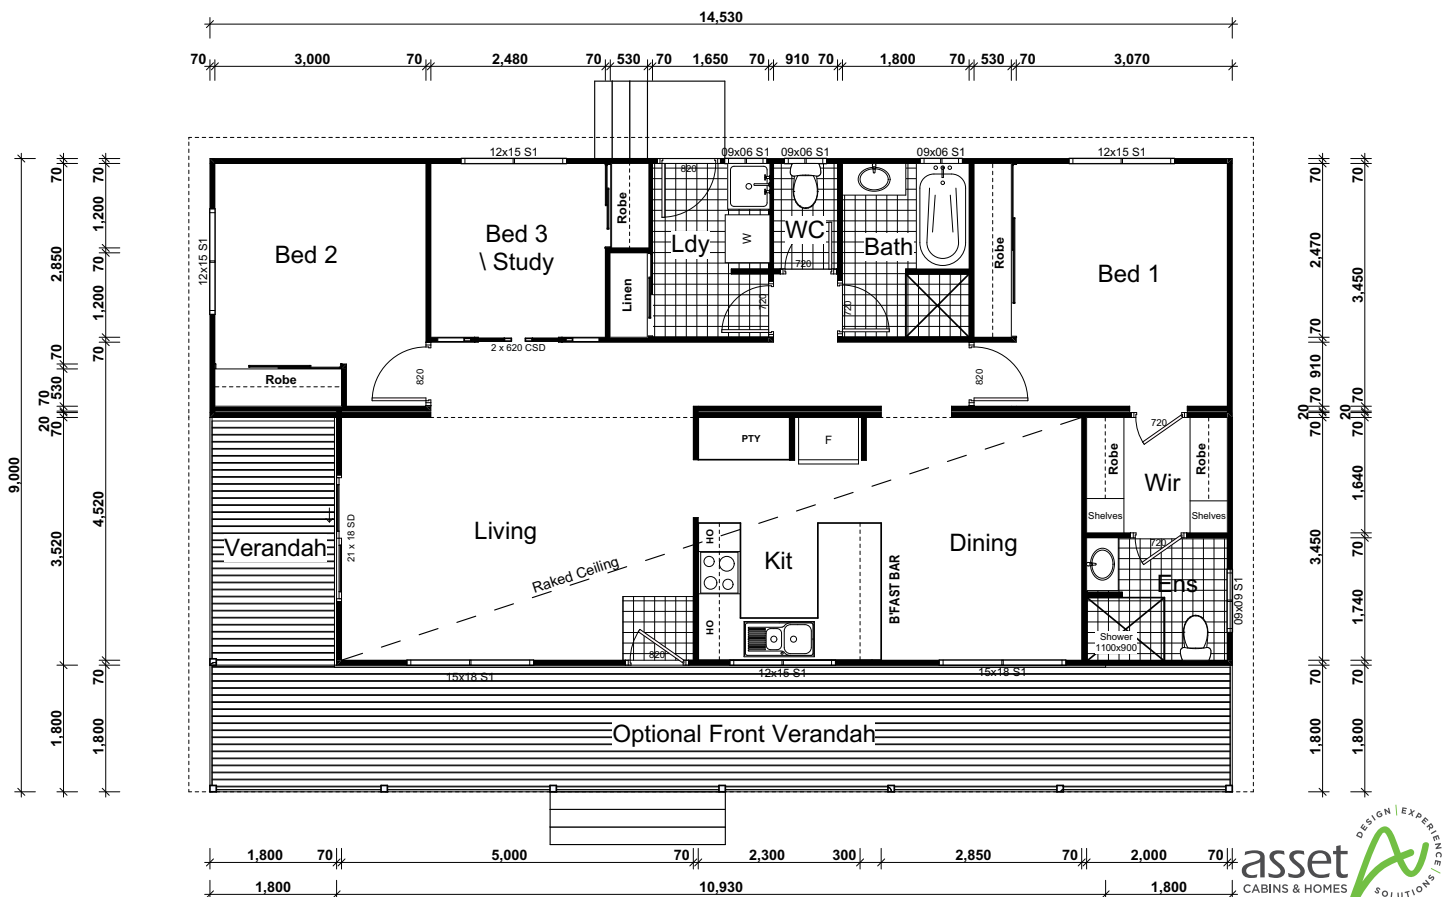 14,530
70 3,000 70 2,480 70 530 70 1,650 70 910 70 1,800 70 530 70 3,070
12x15 S1 09x06 S1 09x06 S1 09x06 S1 12x15 S1
820
Bed 2
Bed 3
\ Study
Robe
Ldy
W
WC
720
Bath
Robe
Bed 1
12x15 S1
Linen
720
720
2 x 620 CSD
Robe
820
820
PTY
F
720
Robe
Robe
Wir
Shelves
Shelves
Verandah
21 x 18 SD
Living
Raked Ceiling
HO
Kit
HO
B'FAST BAR
Dining
720
Ens
09x09 S1
Shower
1100x900
820
15x18 S1
12x15 S1
15x18 S1
Optional Front Verandah
9,000
70 2,850 70 530 70 20 70 3,520 1,800
70 1,200 70 1,200 70 4,520 70 1,800
70 2,470 70 910 70 20 70 3,450 70 1,800
70 3,450 70 20 70 1,640 70 1,740 70 1,800
1,800 70 5,000 70 2,300 300 2,850 70 2,000 70
1,800 10,930 1,800
asset
CABINS & HOMES
DESIGN | EXPERIENCE | SOLUTIONS